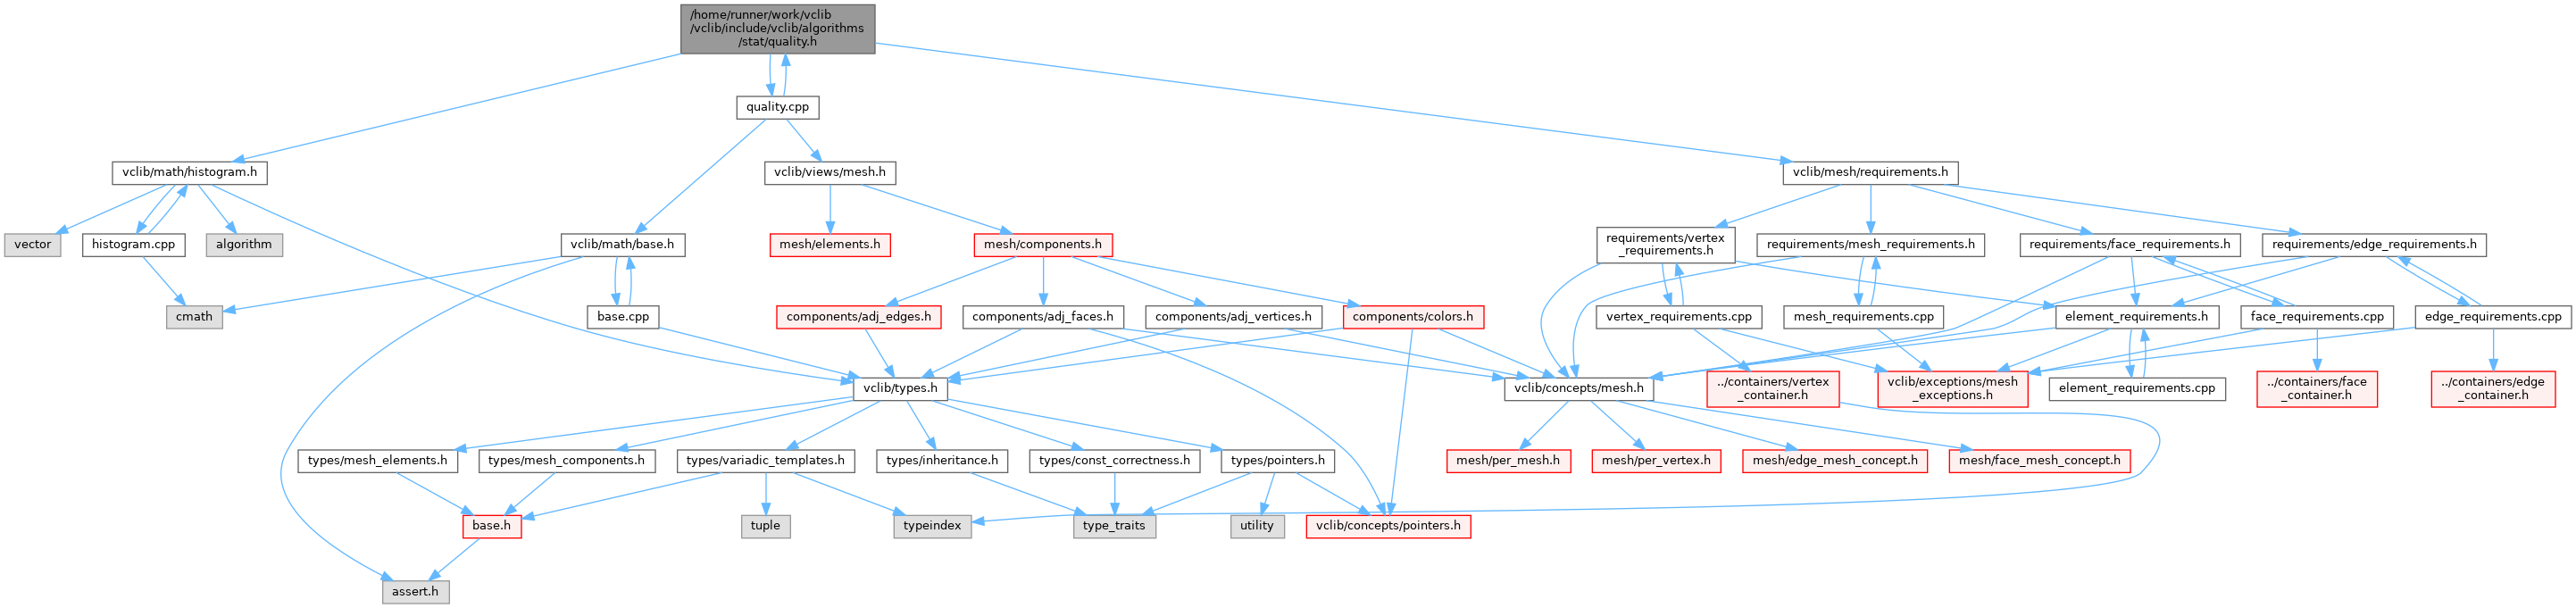 /home/runner/work/vclib
/vclib/include/vclib/algorithms
/stat/quality.h
quality.cpp
vclib/math/histogram.h
vclib/views/mesh.h
vclib/mesh/requirements.h
vector
histogram.cpp
algorithm
vclib/math/base.h
mesh/elements.h
mesh/components.h
requirements/vertex
_requirements.h
requirements/mesh_requirements.h
requirements/face_requirements.h
requirements/edge_requirements.h
cmath
base.cpp
components/adj_edges.h
components/adj_faces.h
components/adj_vertices.h
components/colors.h
vertex_requirements.cpp
mesh_requirements.cpp
element_requirements.h
face_requirements.cpp
edge_requirements.cpp
vclib/types.h
vclib/concepts/mesh.h
../containers/vertex
_container.h
vclib/exceptions/mesh
_exceptions.h
element_requirements.cpp
../containers/face
_container.h
../containers/edge
_container.h
types/mesh_elements.h
types/mesh_components.h
types/variadic_templates.h
types/inheritance.h
types/const_correctness.h
types/pointers.h
mesh/per_mesh.h
mesh/per_vertex.h
mesh/edge_mesh_concept.h
mesh/face_mesh_concept.h
base.h
tuple
typeindex
type_traits
utility
vclib/concepts/pointers.h
assert.h